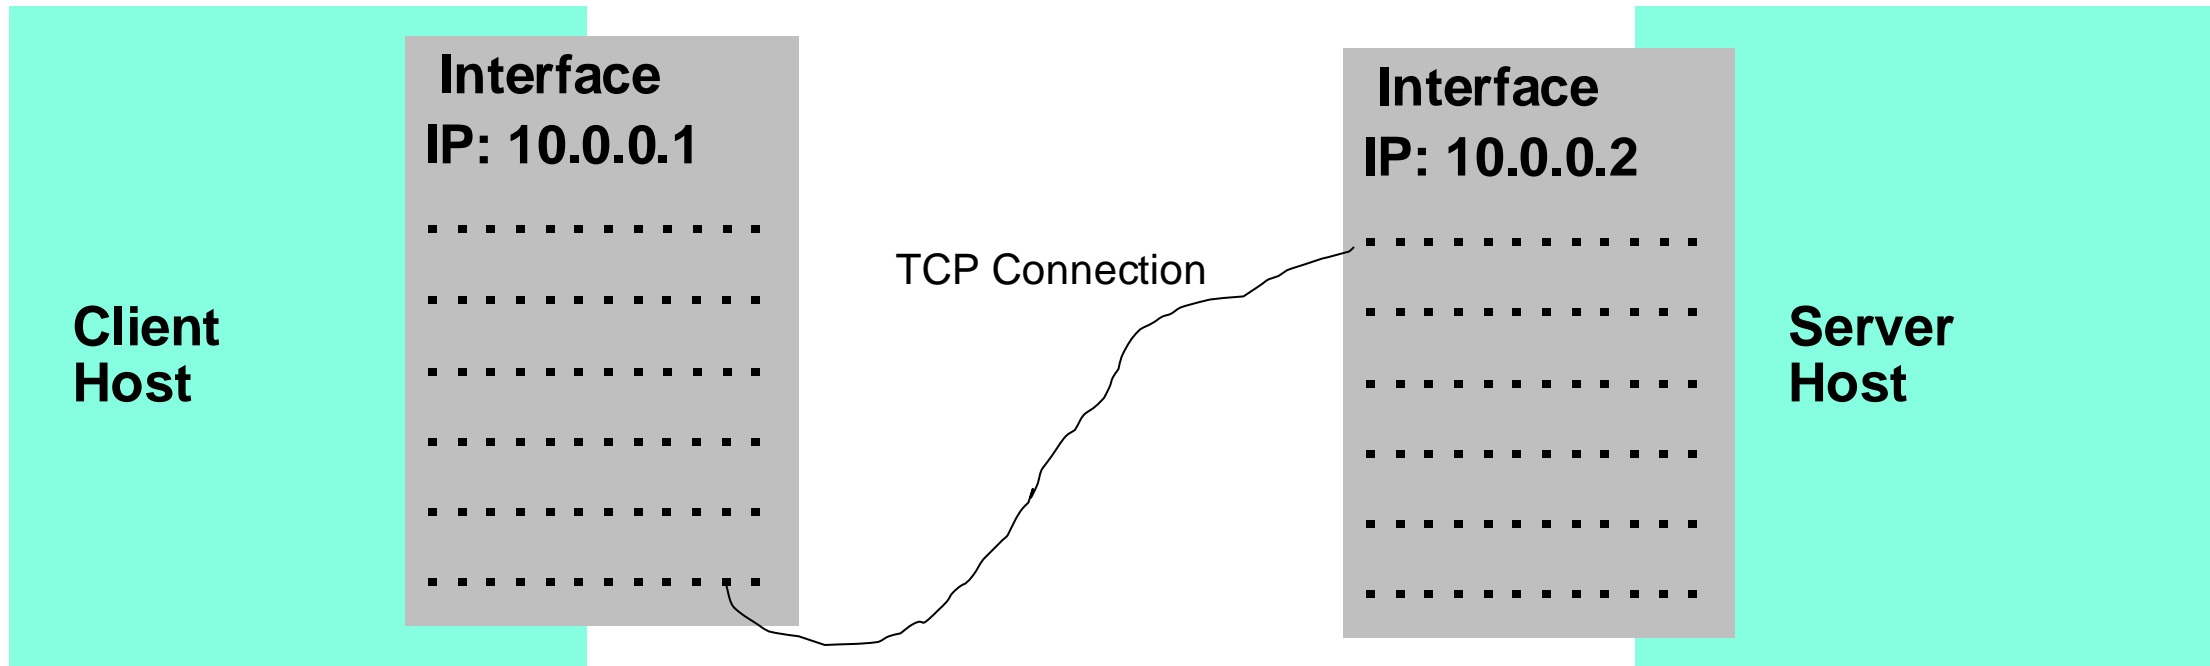 Client
Host
Interface
IP: 10.0.0.1
TCP Connection
Interface
IP: 10.0.0.2
Server
Host